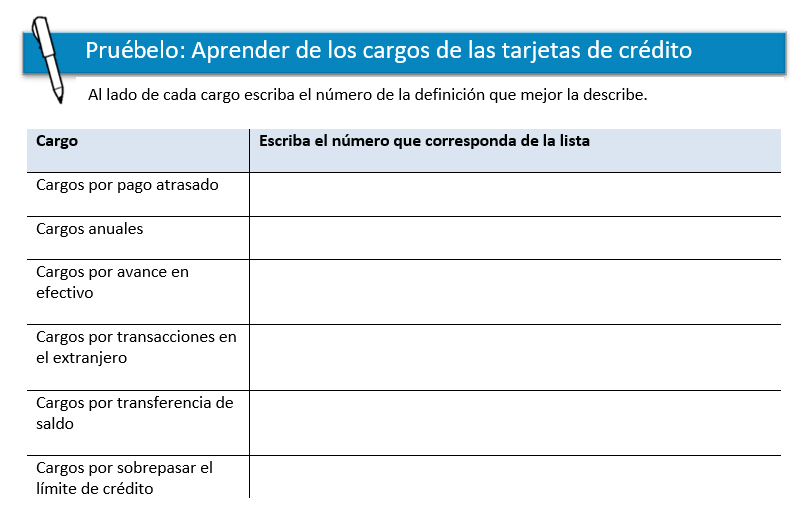 Pruébelo: Aprender de los cargos de las tarjetas de crédito
Al lado de cada cargo escriba el número de la definición que mejor la describe.
Cargo
Escriba el número que corresponda de la lista
Cargos por pago atrasado
Cargos anuales
Cargos por avance en
efectivo
Cargos por transacciones en
el extranjero
Cargos por transferencia de
saldo
Cargos por sobrepasar el
límite de crédito